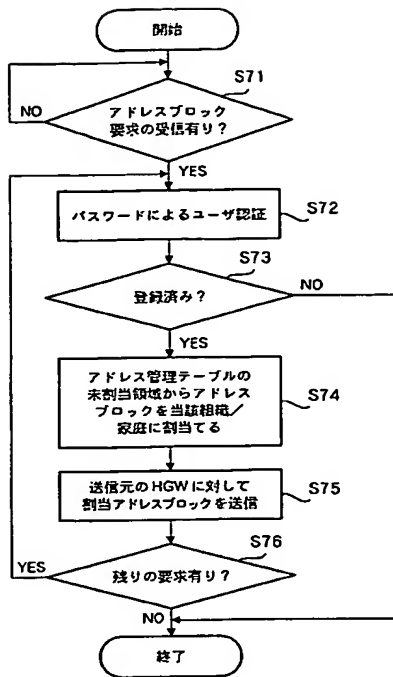 開始
S71
アドレスブロック
要求の受信有り?
NO
YES
パスワードによるユーザ認証
S72
S73
登録済み?
NO
YES
アドレス管理テーブルの
未割当領域からアドレス
ブロックを当該組織/
家庭に割当てる
S74
送信元のHGWに対して
割当アドレスブロックを送信
S75
S76
YES
残りの要求有り?
NO
終了